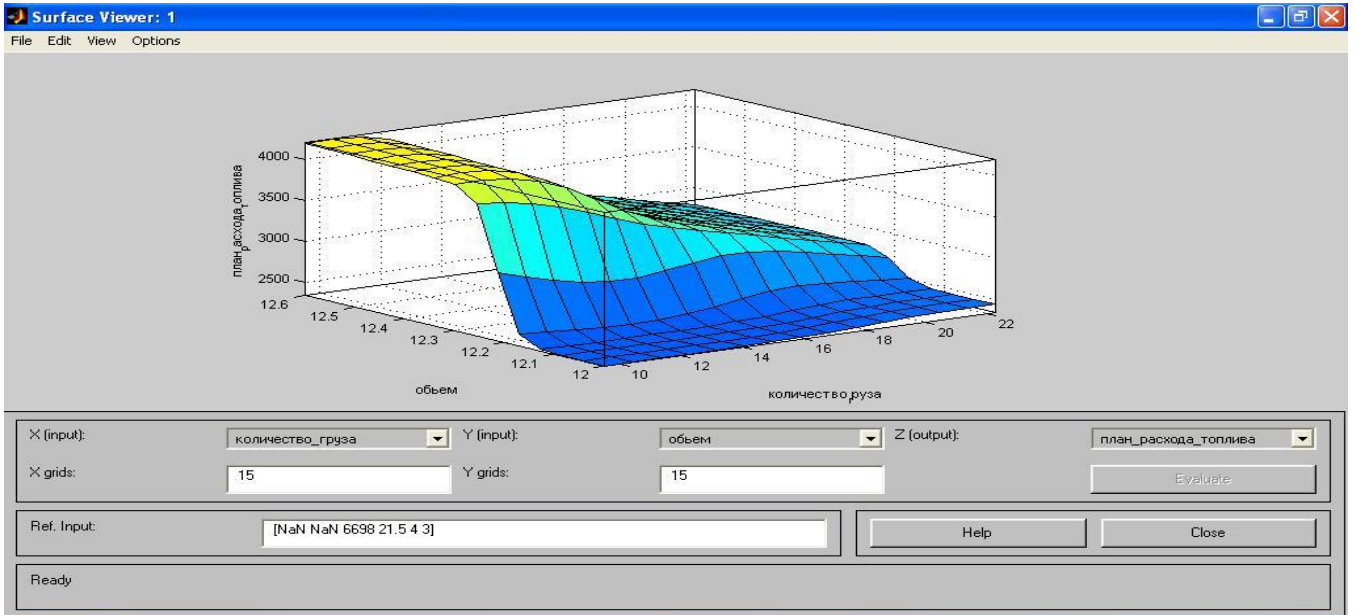 Surface Viewer: 1
File Edit View Options
4000
3500
3000
2500
план_расхода_топлива
12.6
12.5
12.4
12.3
12.2
12.1
12
обьем
10
12
14
16
18
20
22
количество_груза
X (input):
количество_груза
Y (input):
обьем
Z (output):
план_расхода_топлива
X grids:
15
Y grids:
15
Evaluate
Ref. Input:
[NaN NaN 6698 21.5 4 3]
Help
Close
Ready